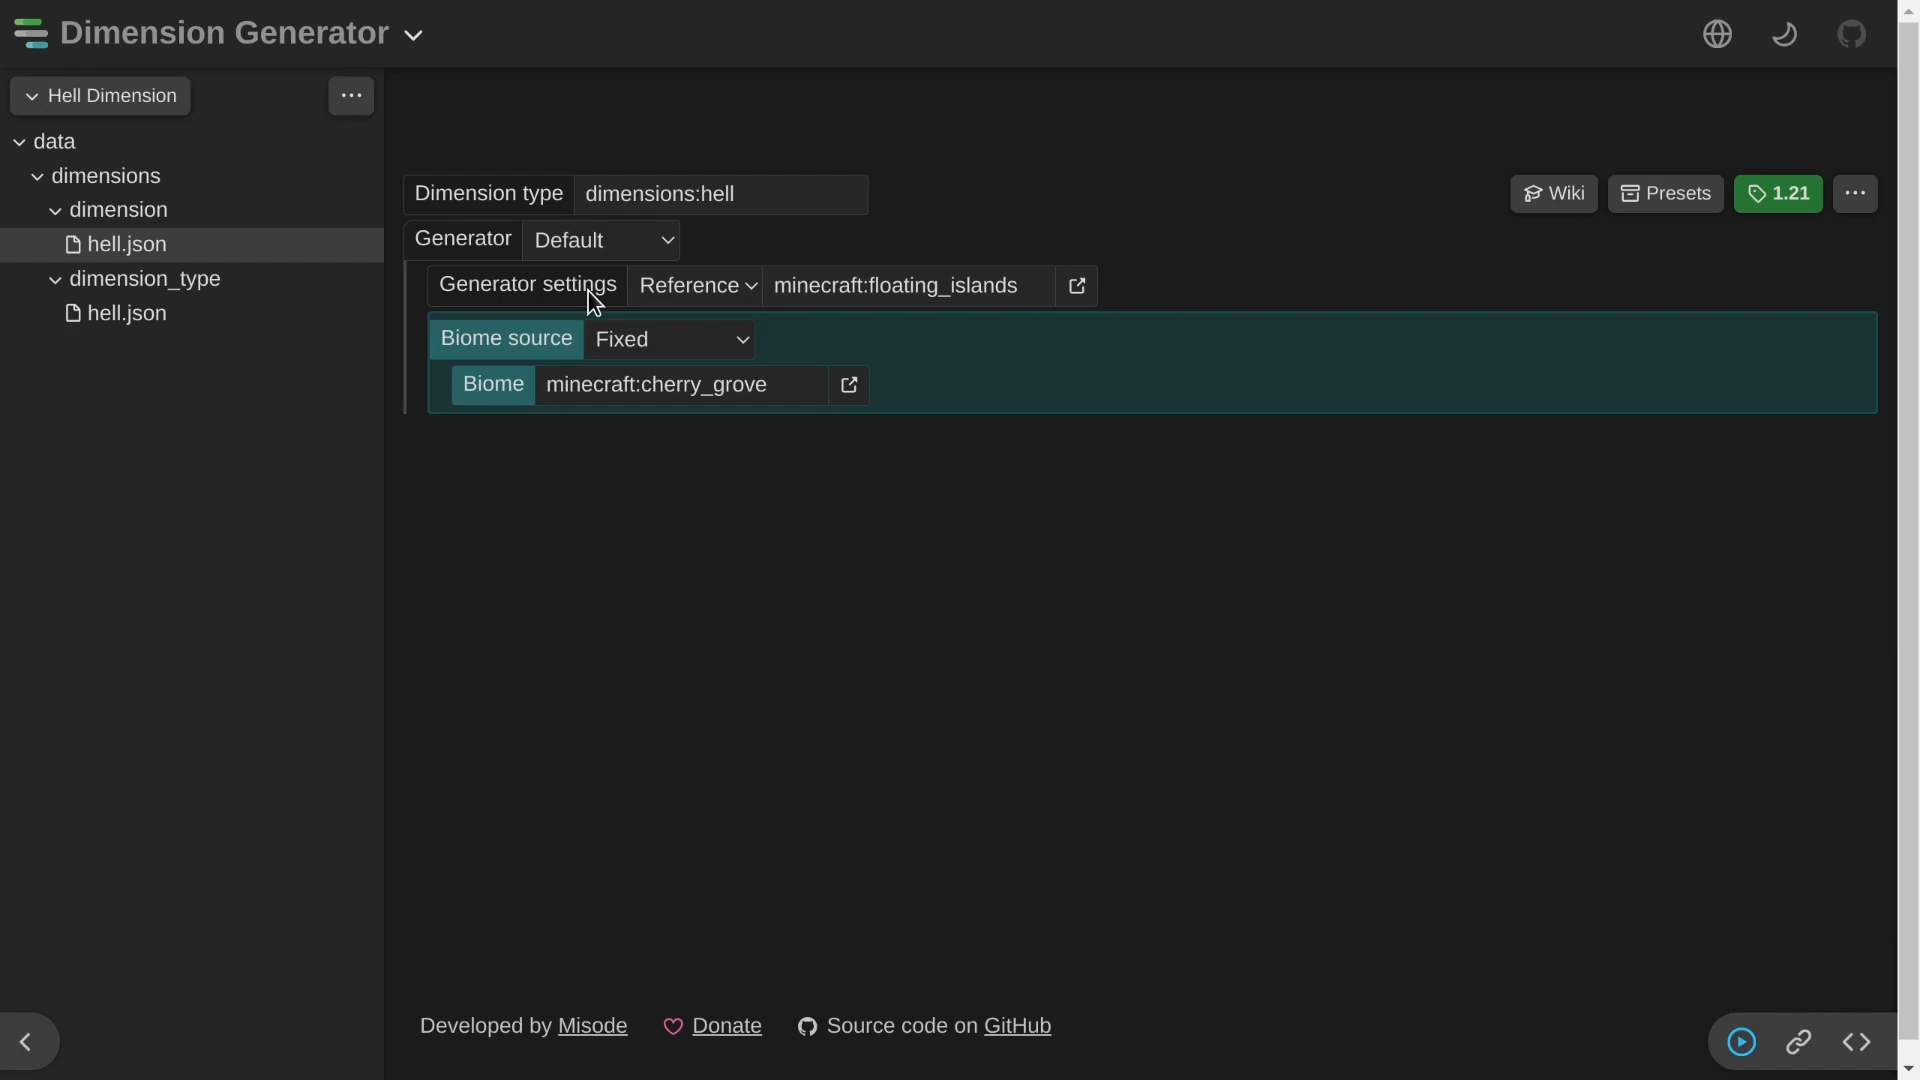 Dimension Generator
Hell Dimension
data
dimensions
dimension
hell.json
dimension_type
hell.json
Dimension type dimensions:hell
Wiki Presets 1.21
Generator Default
Generator settings Reference minecraft:floating_islands
Biome source Fixed
Biome minecraft:cherry_grove
Developed by Misode Donate Source code on GitHub